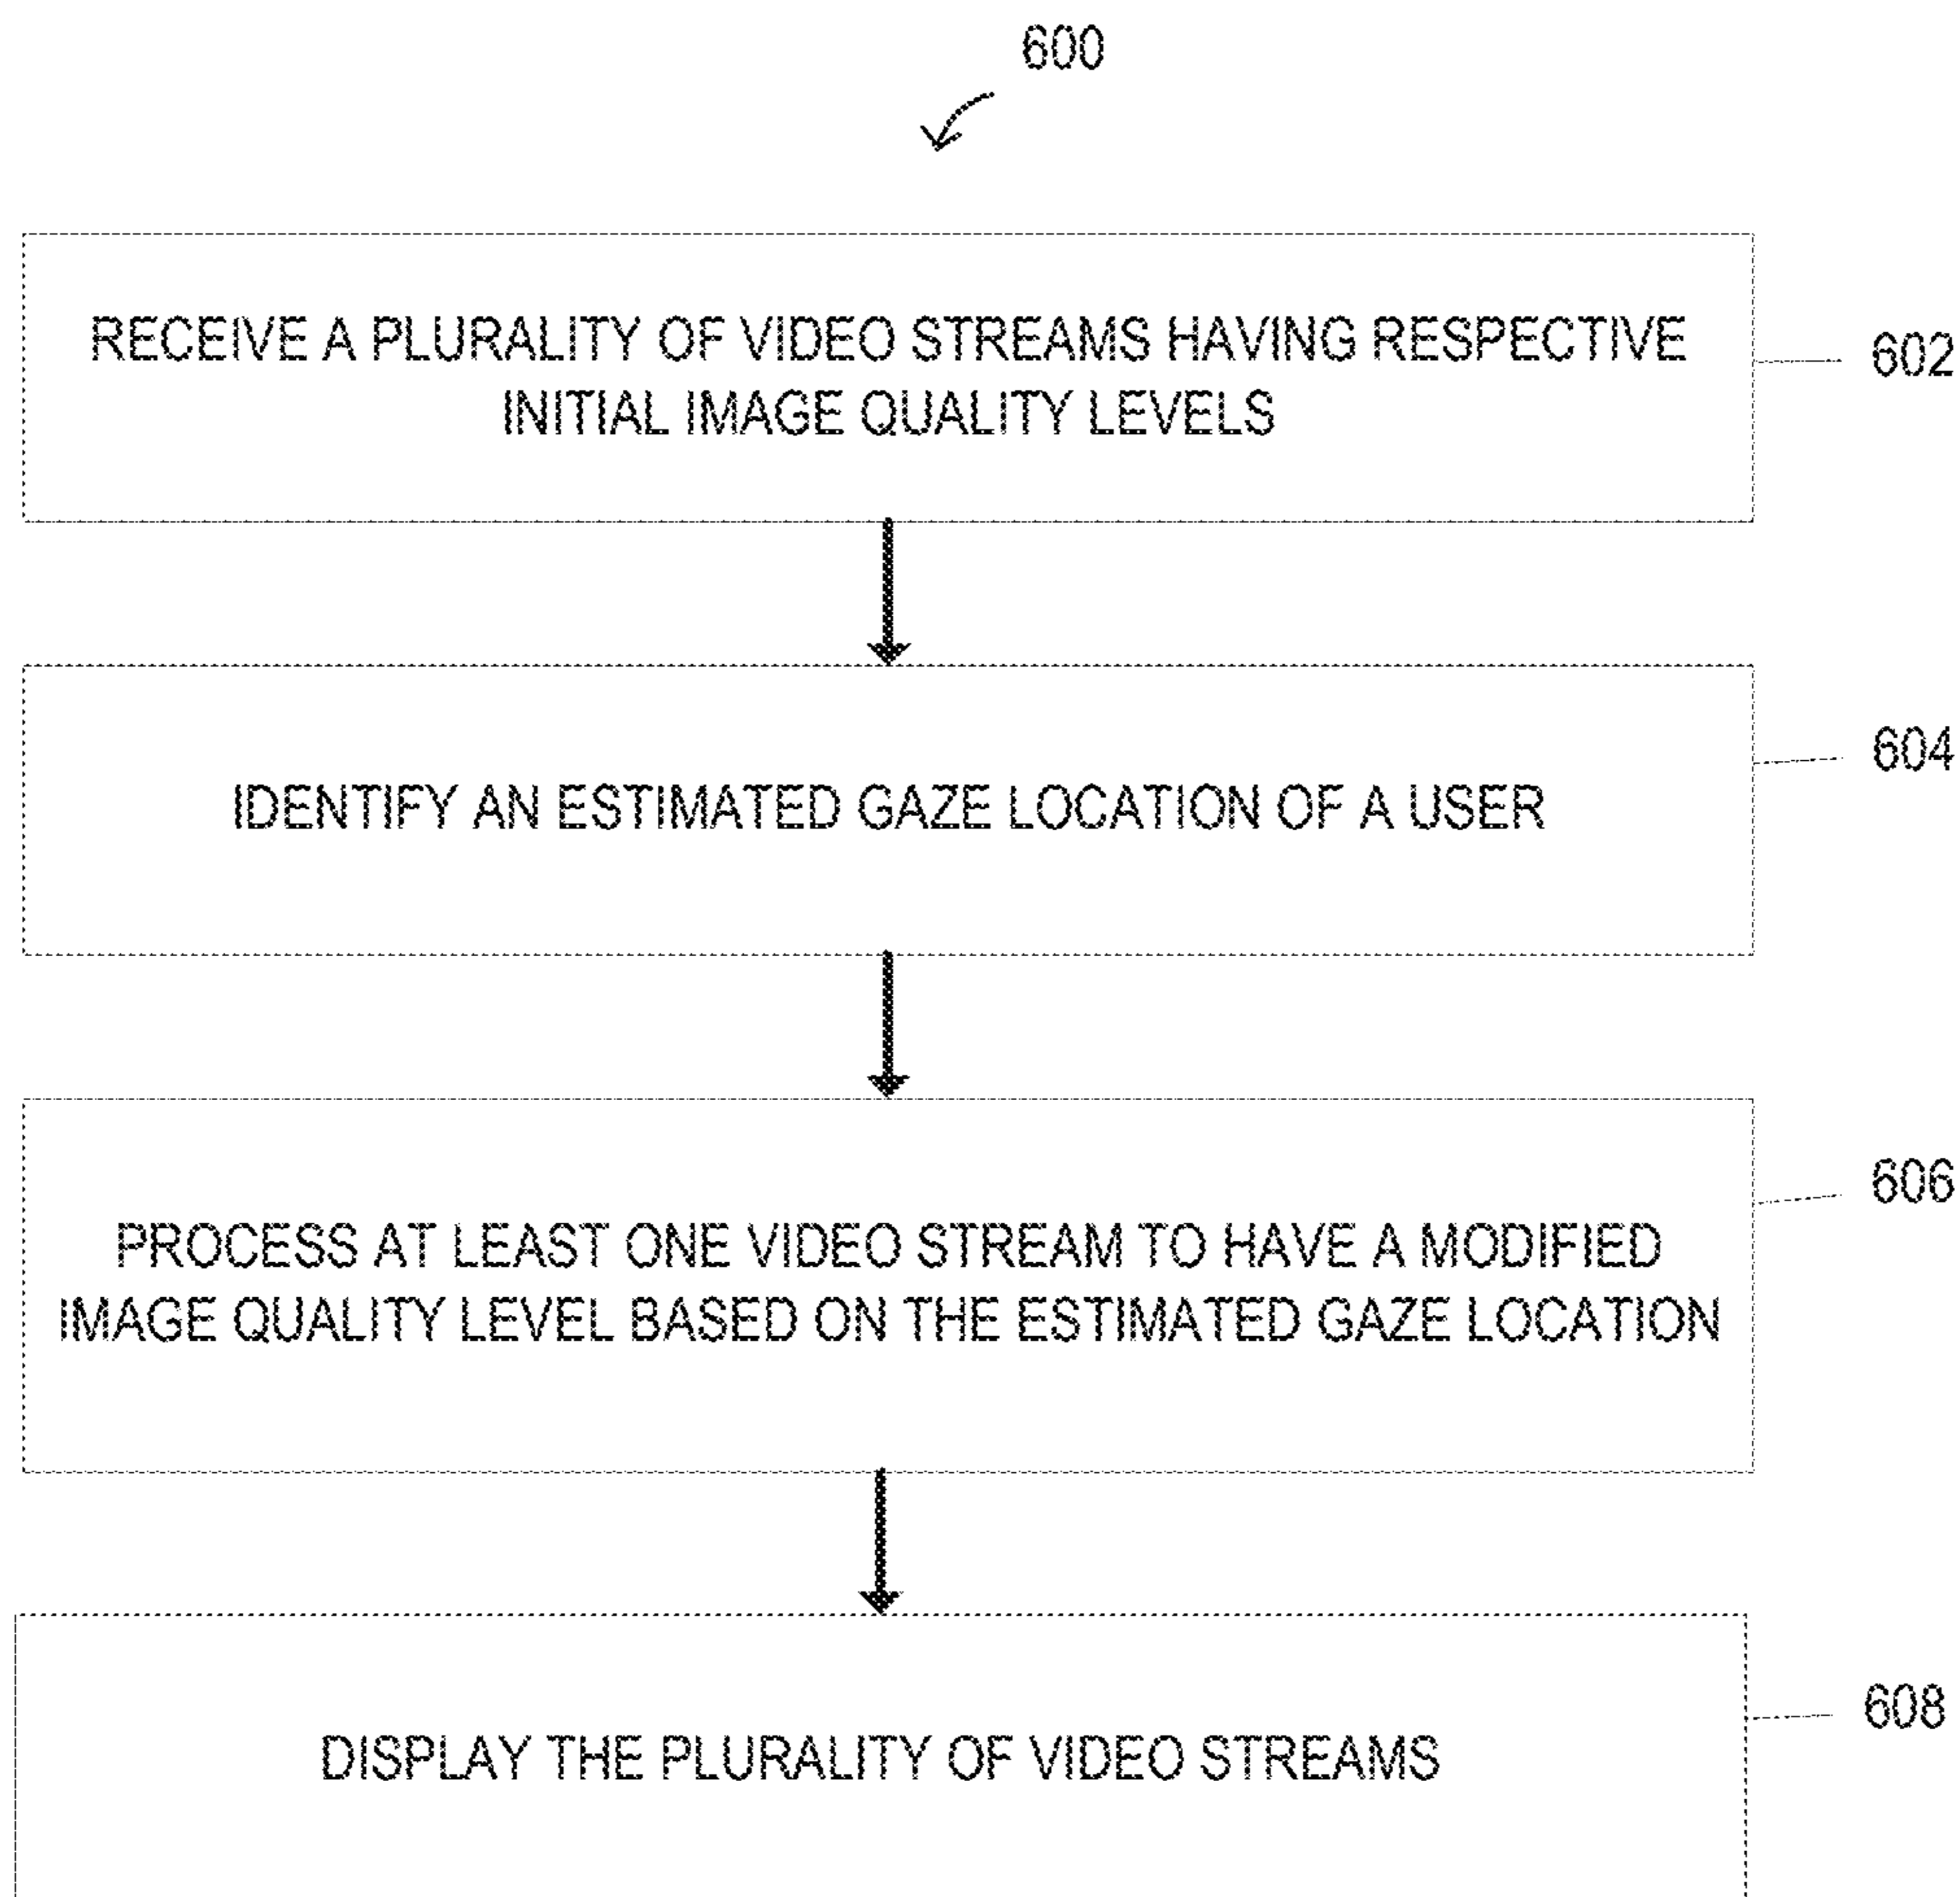 600
RECEIVE A PLURALITY OF VIDEO STREAMS HAVING RESPECTIVE
INITIAL IMAGE QUALITY LEVELS
602
IDENTIFY AN ESTIMATED GAZE LOCATION OF A USER
604
PROCESS AT LEAST ONE VIDEO STREAM TO HAVE A MODIFIED
IMAGE QUALITY LEVEL BASED ON THE ESTIMATED GAZE LOCATION
606
DISPLAY THE PLURALITY OF VIDEO STREAMS
608